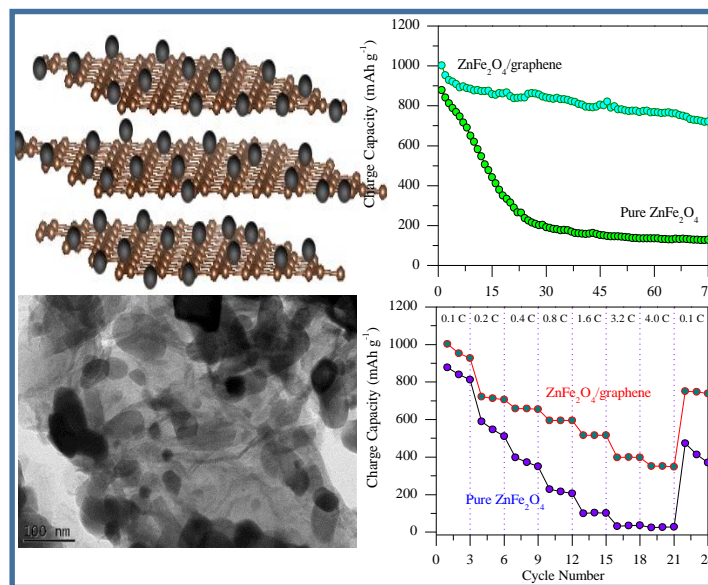 1200
1000
800
600
400
200
0
Charge Capacity (mAh g⁻¹)
ZnFe₂O₄/graphene
Pure ZnFe₂O₄
0 15 30 45 60 75
100 nm
1000
800
600
400
200
0
Charge Capacity (mAh g⁻¹)
0.1 C 0.2 C 0.4 C 0.8 C 1.6 C 3.2 C 4.0 C 0.1 C
ZnFe₂O₄/graphene
Pure ZnFe₂O₄
0 3 6 9 12 15 18 21 24
Cycle Number